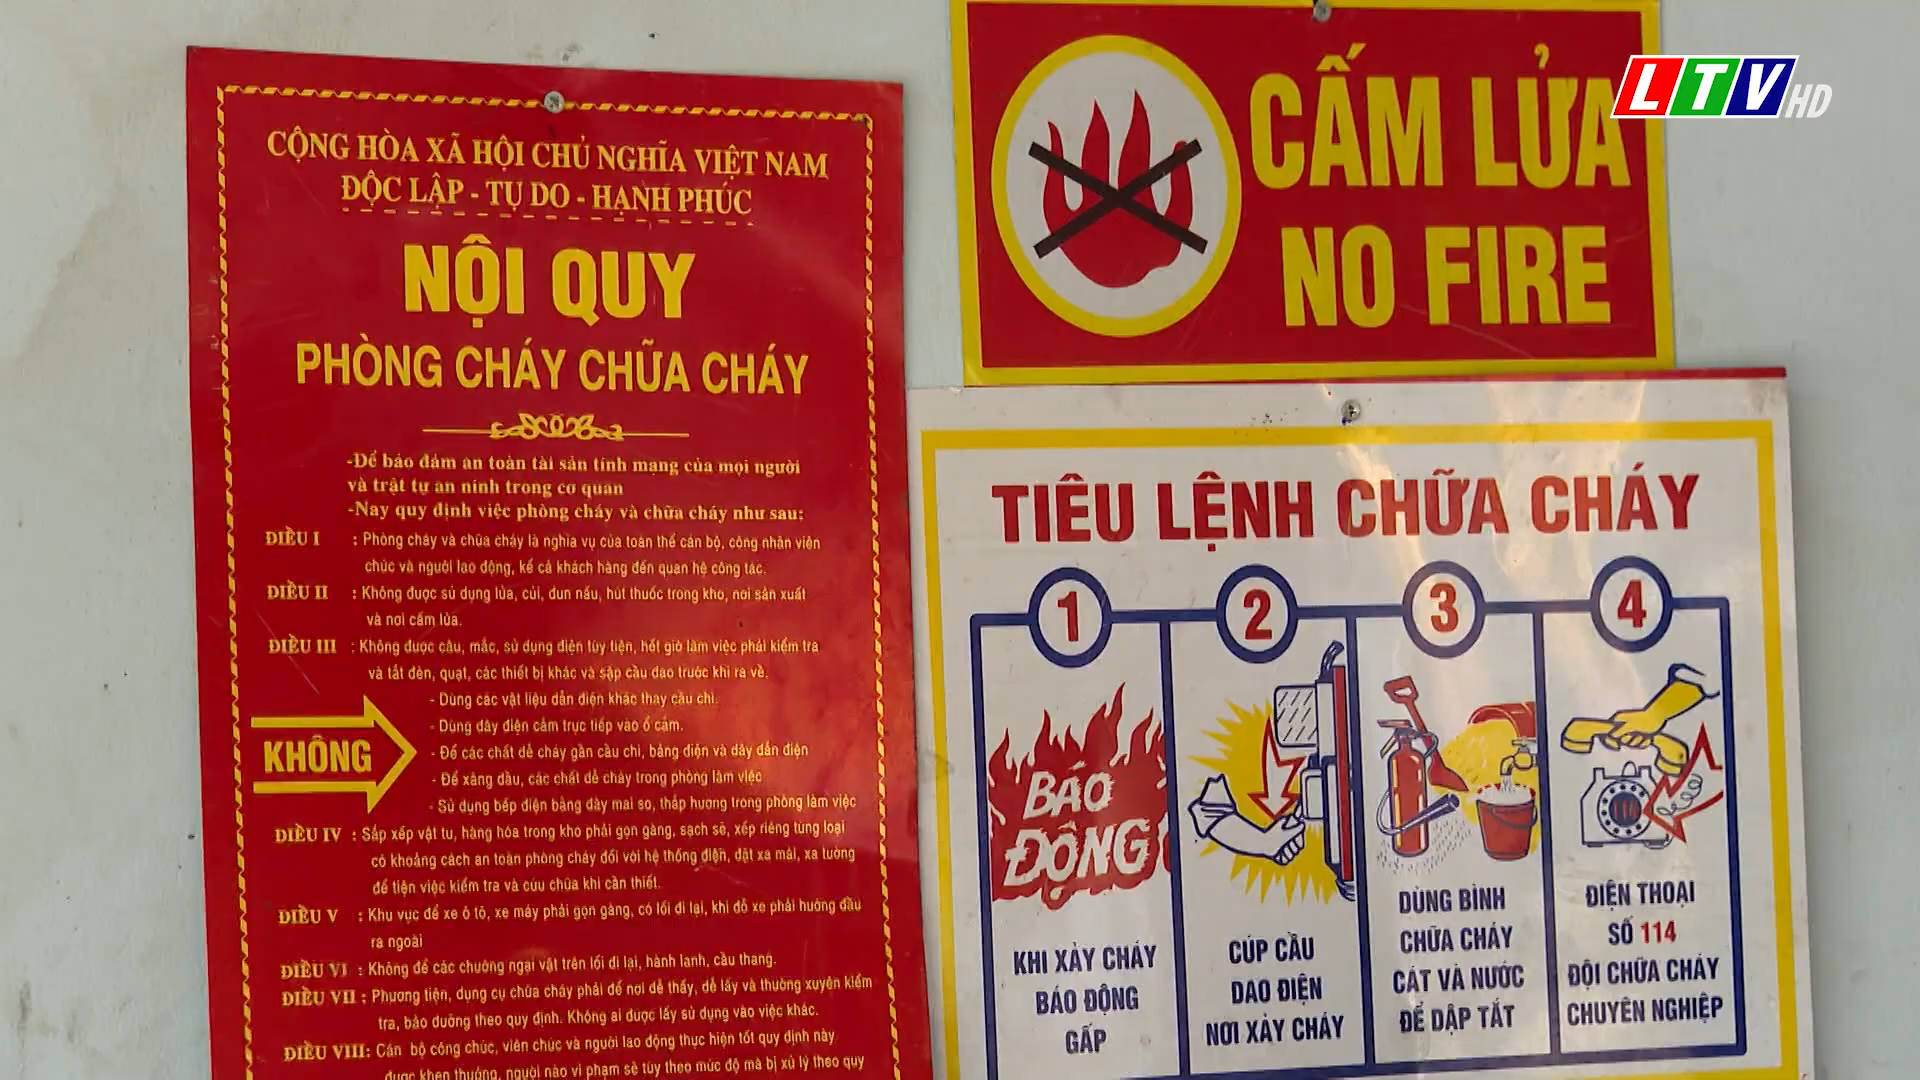 CỘNG HÒA XÃ HỘI CHỦ NGHĨA VIỆT NAM
ĐỘC LẬP - TỰ DO - HẠNH PHÚC
NỘI QUY
PHÒNG CHÁY CHỮA CHÁY
-Để bảo đảm an toàn tài sản tính mạng của mọi người
và trật tự an ninh trong cơ quan
-Nay quy định việc phòng cháy và chữa cháy như sau:
ĐIỀU I : Phòng cháy và chữa cháy là nghĩa vụ của toàn thể cán bộ, công nhân viên
chức và người lao động, kể cả khách hàng đến quan hệ công tác.
ĐIỀU II : Không được sử dụng lửa, củi, đun nấu, hút thuốc trong kho, nơi sản xuất
và nơi cấm lửa.
ĐIỀU III : Không được câu, mắc, sử dụng điện tùy tiện, hết giờ làm việc phải kiểm tra
và tắt đèn, quạt, các thiết bị khác và sập cầu dao trước khi ra về.
KHÔNG
- Dùng các vật liệu dẫn điện khác thay cầu chì.
- Dùng dây điện cắm trực tiếp vào ổ cắm.
- Để các chất dễ cháy gần cầu chì, bảng điện và dây dẫn điện
- Để xăng dầu, các chất dễ cháy trong phòng làm việc
- Sử dụng bếp điện bằng dây mai so, thắp hương trong phòng làm việc
ĐIỀU IV : Sắp xếp vật tư, hàng hóa trong kho phải gọn gàng, sạch sẽ, xếp riêng từng loại
có khoảng cách an toàn phòng cháy đối với hệ thống điện, đặt xa mái, xa tường
để tiện việc kiểm tra và cứu chữa khi cần thiết.
ĐIỀU V : Khu vực để xe ô tô, xe máy phải gọn gàng, có lối đi lại, khi đỗ xe phải hướng đầu
ra ngoài
ĐIỀU VI : Không để các chướng ngại vật trên lối đi lại, hành lanh, cầu thang.
ĐIỀU VII : Phương tiện, dụng cụ chữa cháy phải để nơi dễ thấy, dễ lấy và thường xuyên kiểm
tra, bảo dưỡng theo quy định. Không ai được lấy sử dụng vào việc khác.
ĐIỀU VIII: Cán bộ công chức, viên chức và người lao động thực hiện tốt quy định này
được khen thưởng, người nào vi phạm sẽ tùy theo mức độ mà bị xử lý theo quy
CẤM LỬA
NO FIRE
LTV HD
TIÊU LỆNH CHỮA CHÁY
1
2
3
4
BÁO
ĐỘNG
114
KHI XẢY CHÁY
BÁO ĐỘNG
GẤP
CÚP CẦU
DAO ĐIỆN
NƠI XẢY CHÁY
DÙNG BÌNH
CHỮA CHÁY
CÁT VÀ NƯỚC
ĐỂ DẬP TẮT
ĐIỆN THOẠI
SỐ 114
ĐỘI CHỮA CHÁY
CHUYÊN NGHIỆP